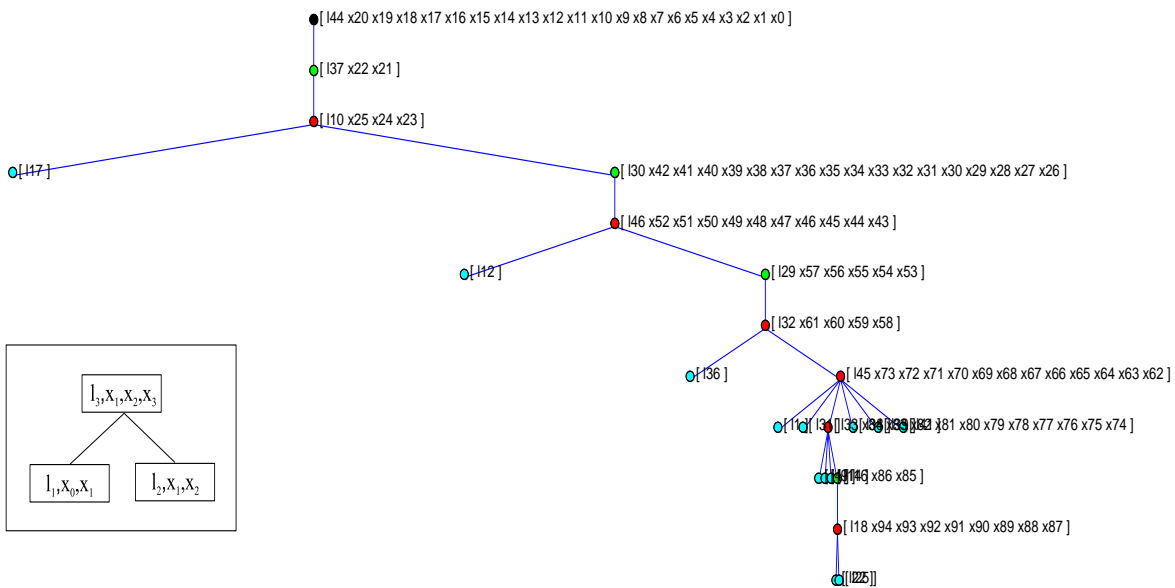 [ l44 x20 x19 x18 x17 x16 x15 x14 x13 x12 x11 x10 x9 x8 x7 x6 x5 x4 x3 x2 x1 x0 ]
[ l37 x22 x21 ]
[ l10 x25 x24 x23 ]
[ l17 ]
[ l30 x42 x41 x40 x39 x38 x37 x36 x35 x34 x33 x32 x31 x30 x29 x28 x27 x26 ]
[ l46 x52 x51 x50 x49 x48 x47 x46 x45 x44 x43 ]
[ l12 ]
[ l29 x57 x56 x55 x54 x53 ]
[ l32 x61 x60 x59 x58 ]
[ l36 ]
[ l45 x73 x72 x71 x70 x69 x68 x67 x66 x65 x64 x63 x62 ]
x81 x80 x79 x78 x77 x76 x75 x74 ]
x86 x85 ]
[ l18 x94 x93 x92 x91 x90 x89 x88 x87 ]
l₃,x₁,x₂,x₃
l₁,x₀,x₁
l₂,x₁,x₂